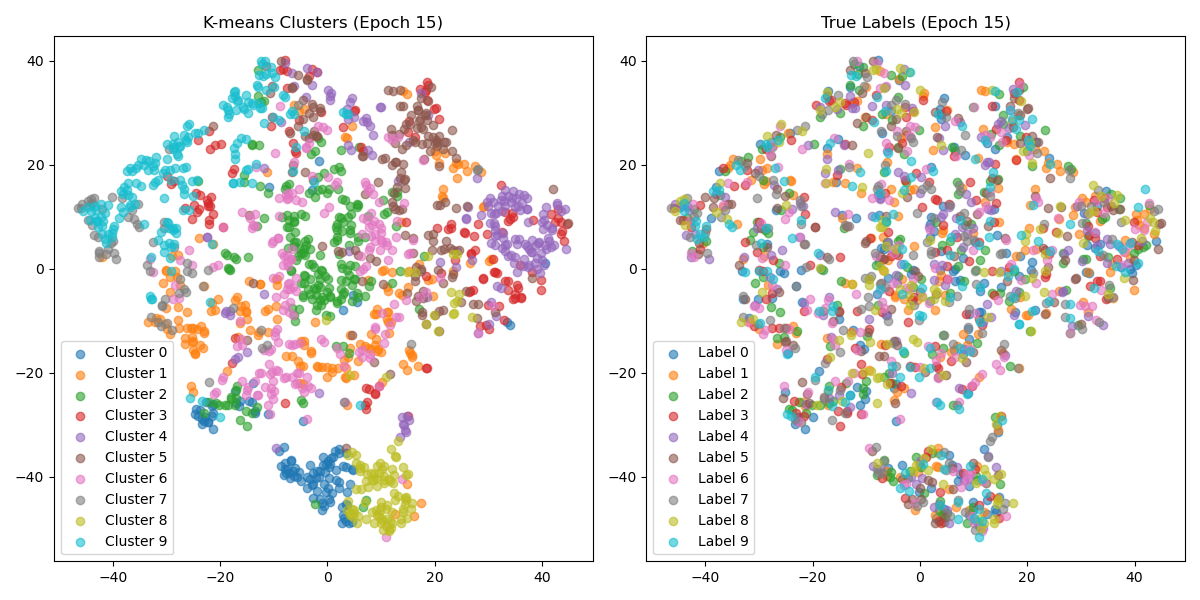 K-means Clusters (Epoch 15)
40
20
0
−20
−40
Cluster 0
Cluster 1
Cluster 2
Cluster 3
Cluster 4
Cluster 5
Cluster 6
Cluster 7
Cluster 8
Cluster 9
−40
−20
0
20
40
True Labels (Epoch 15)
40
20
0
−20
−40
Label 0
Label 1
Label 2
Label 3
Label 4
Label 5
Label 6
Label 7
Label 8
Label 9
−40
−20
0
20
40